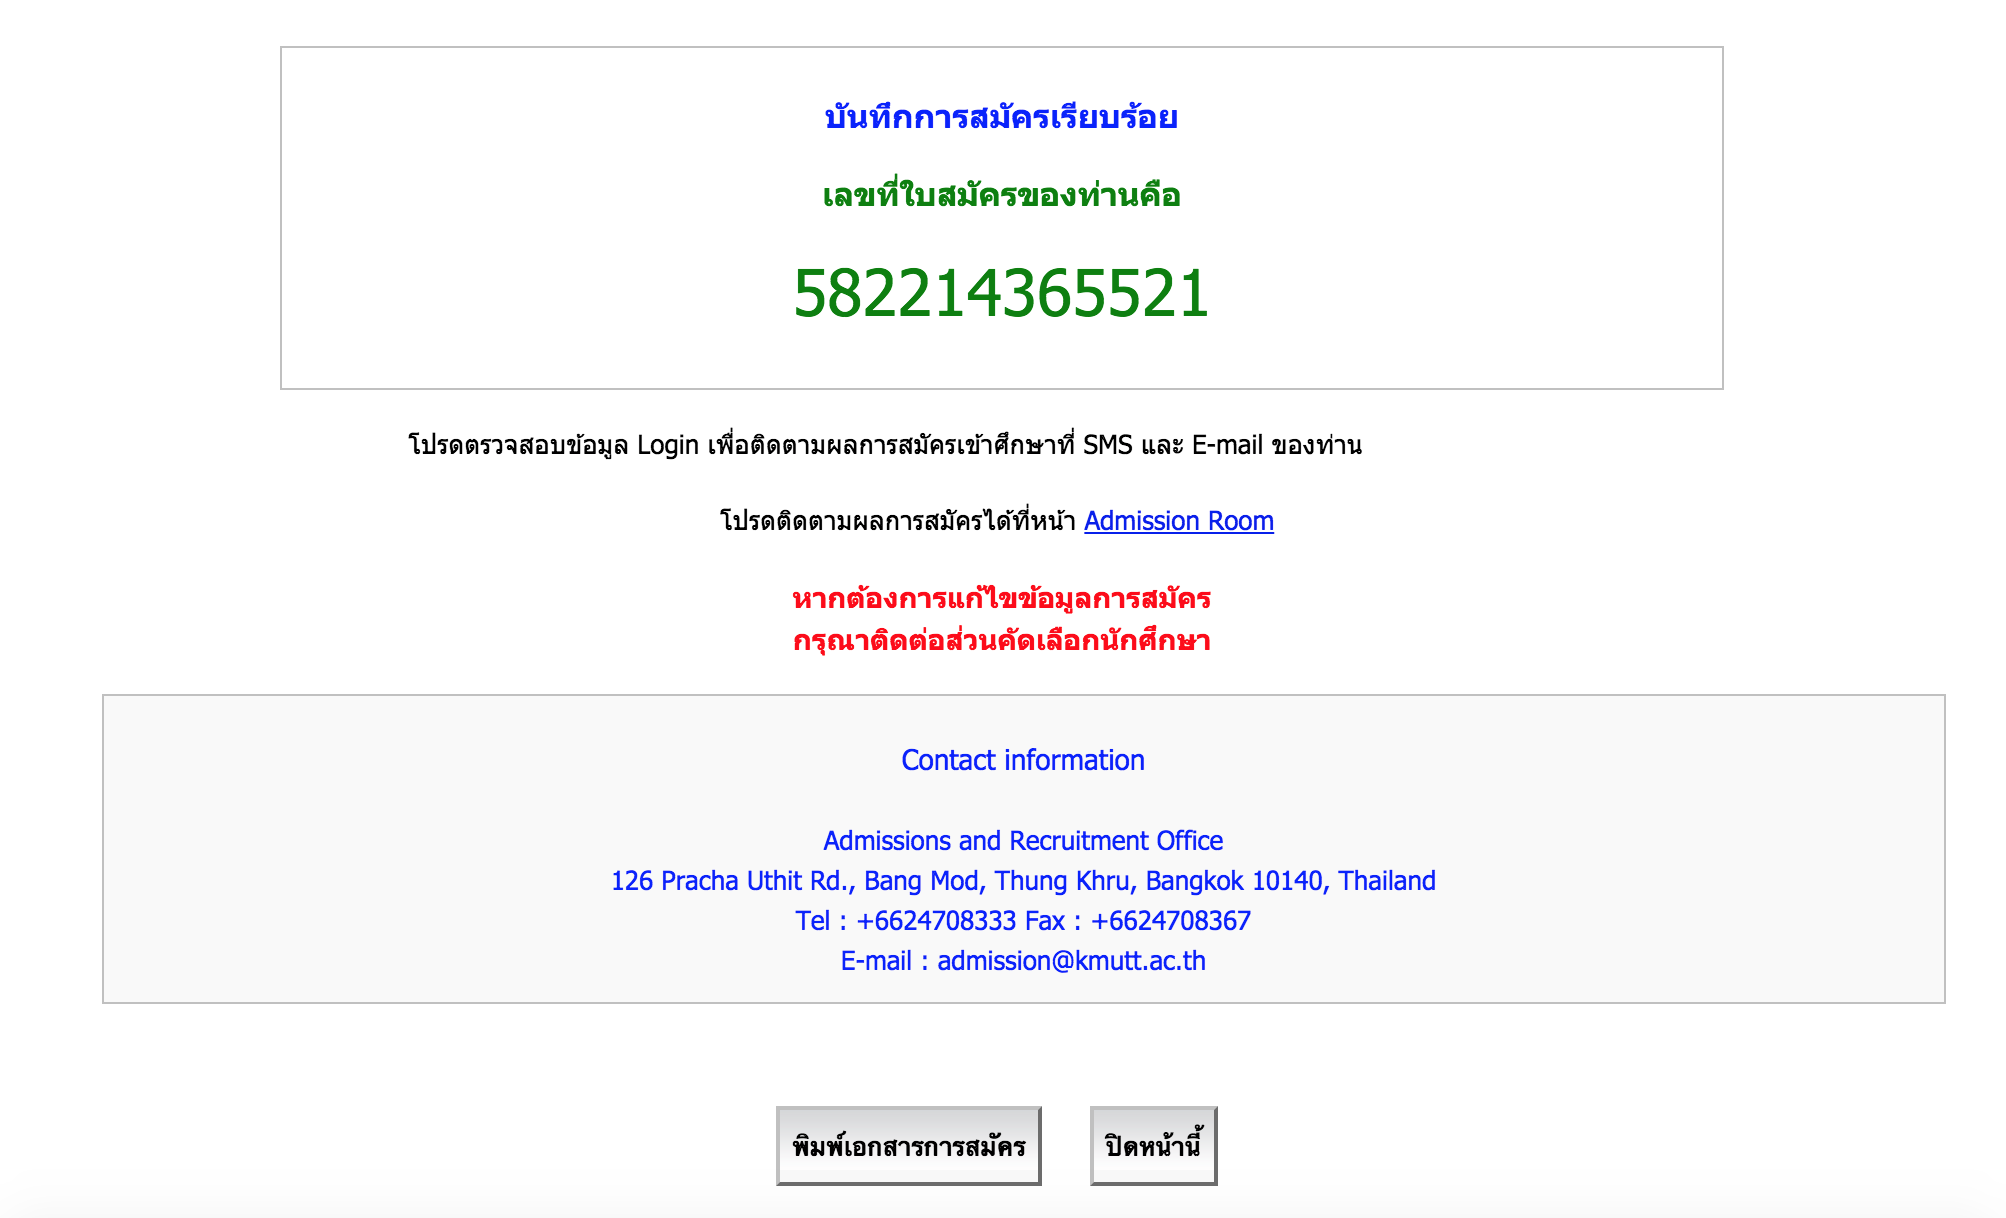 บันทึกการสมัครเรียบร้อย
เลขที่ใบสมัครของท่านคือ
582214365521
โปรดตรวจสอบข้อมูล Login เพื่อติดตามผลการสมัครเข้าศึกษาที่ SMS และ E-mail ของท่าน
โปรดติดตามผลการสมัครได้ที่หน้า Admission Room
หากต้องการแก้ไขข้อมูลการสมัคร
กรุณาติดต่อส่วนคัดเลือกนักศึกษา
Contact information
Admissions and Recruitment Office
126 Pracha Uthit Rd., Bang Mod, Thung Khru, Bangkok 10140, Thailand
Tel : +6624708333 Fax : +6624708367
E-mail : admission@kmutt.ac.th
พิมพ์เอกสารการสมัคร ปิดหน้านี้